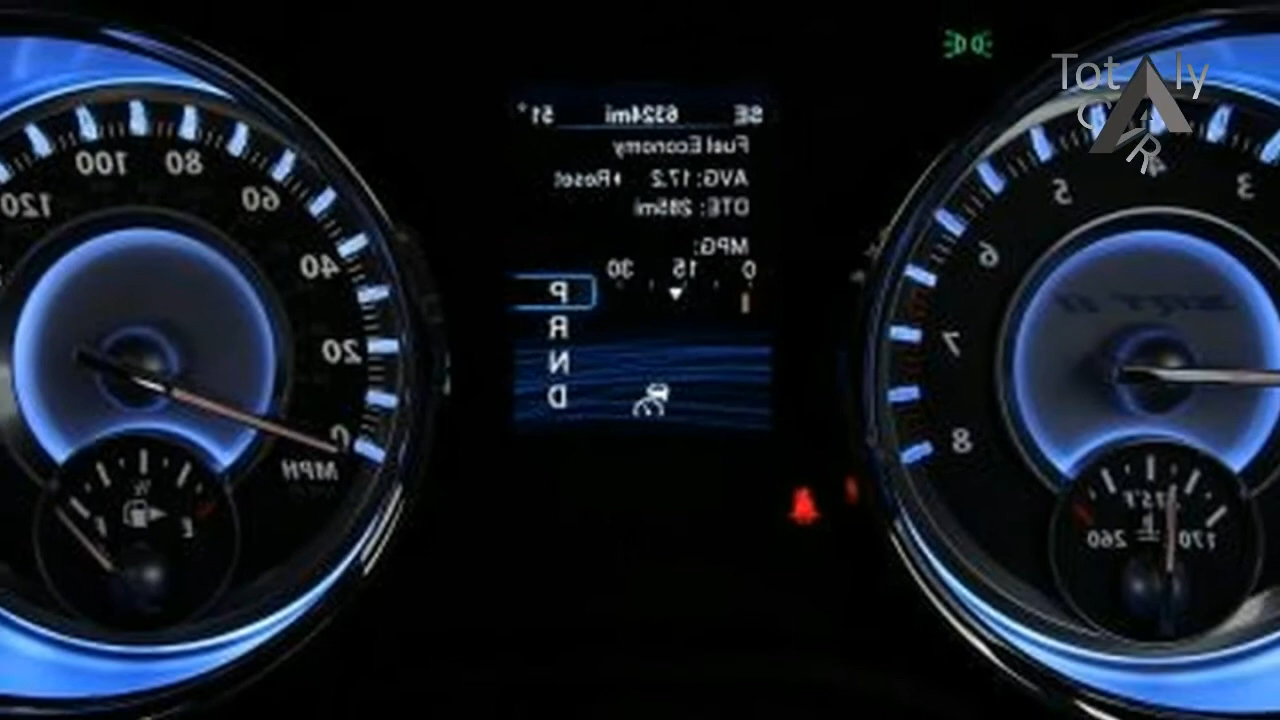 Totally
CAR
SE 6324mi 51°
Fuel Economy
AVG: 17.2 Reset
DTE: 285mi
MPG:
0 15 30
P
R
N
D
120 100 80 60 40 20 0
MPH
F E
3 4 5 6 7 8
170 260